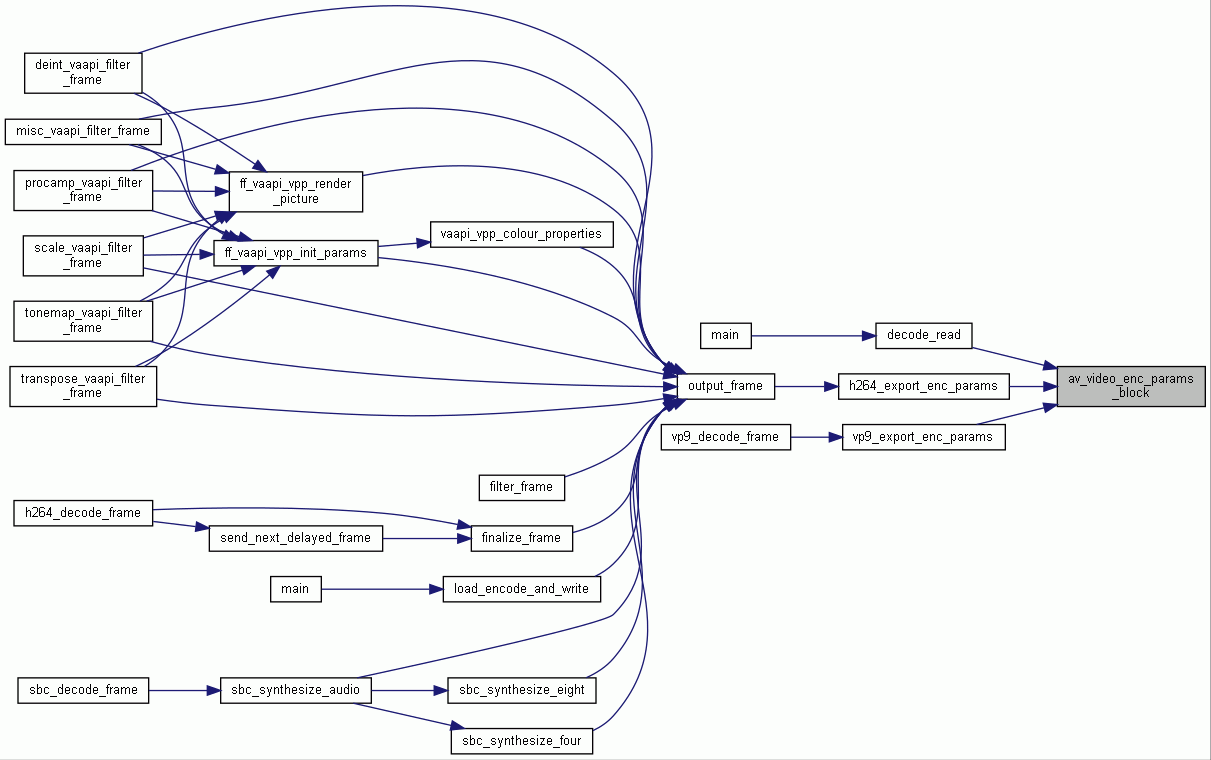 deint_vaapi_filter
_frame
misc_vaapi_filter_frame
procamp_vaapi_filter
_frame
ff_vaapi_vpp_render
_picture
vaapi_vpp_colour_properties
scale_vaapi_filter
_frame
ff_vaapi_vpp_init_params
tonemap_vaapi_filter
_frame
main
decode_read
transpose_vaapi_filter
_frame
output_frame
h264_export_enc_params
av_video_enc_params
_block
vp9_decode_frame
vp9_export_enc_params
filter_frame
h264_decode_frame
send_next_delayed_frame
finalize_frame
main
load_encode_and_write
sbc_decode_frame
sbc_synthesize_audio
sbc_synthesize_eight
sbc_synthesize_four